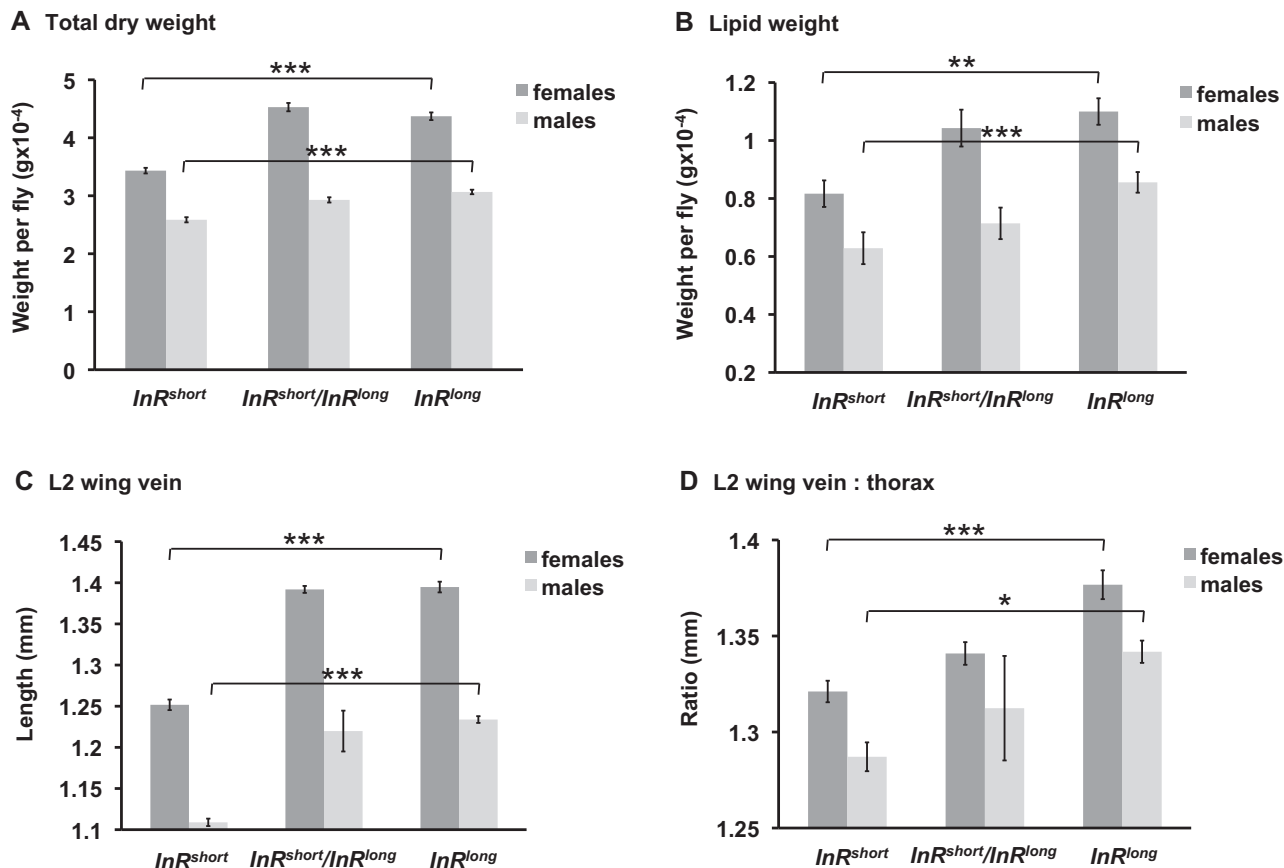 A Total dry weight
Weight per fly (gx10⁻⁴)
5
4
3
2
1
0
***
***
females
males
InR^short
InR^short/InR^long
InR^long
B Lipid weight
Weight per fly (gx10⁻⁴)
1.2
1
0.8
0.6
0.4
0.2
**
***
females
males
InR^short
InR^short/InR^long
InR^long
C L2 wing vein
Length (mm)
1.45
1.4
1.35
1.3
1.25
1.2
1.15
1.1
***
***
females
males
InR^short
InR^short/InR^long
InR^long
D L2 wing vein : thorax
Ratio (mm)
1.4
1.35
1.3
1.25
***
*
females
males
InR^short
InR^short/InR^long
InR^long